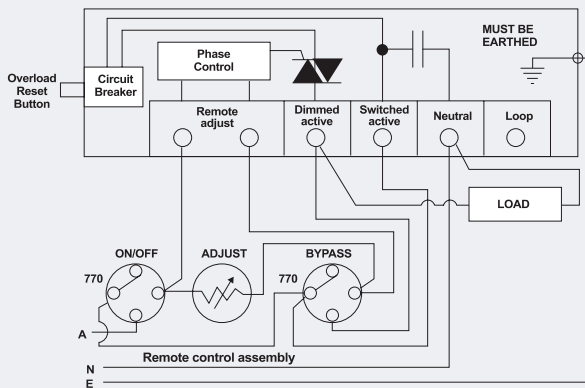 MUST BE
EARTHED
Phase
Control
Overload
Reset
Button
Circuit
Breaker
Remote
adjust
Dimmed
active
Switched
active
Neutral
Loop
LOAD
ON/OFF
ADJUST
BYPASS
770
770
A
Remote control assembly
N
E